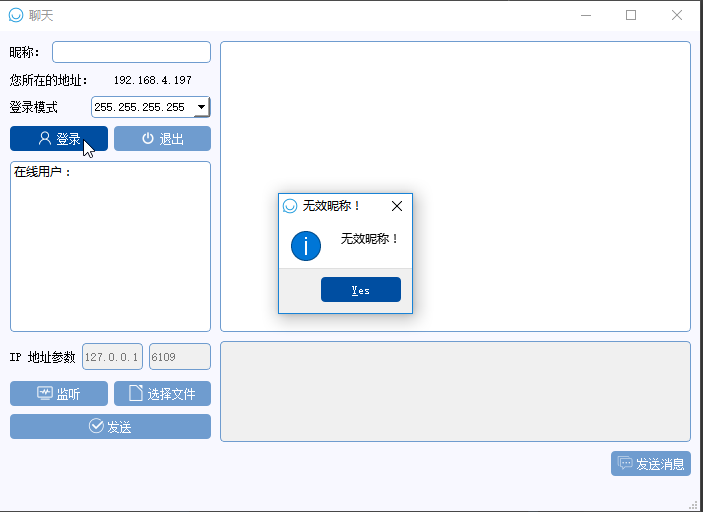 聊天
昵称：
您所在的地址： 192.168.4.197
登录模式 255.255.255.255
登录 退出
在线用户：
无效昵称！
无效昵称！
Yes
IP 地址参数 127.0.0.1 6109
监听 选择文件
发送
发送消息